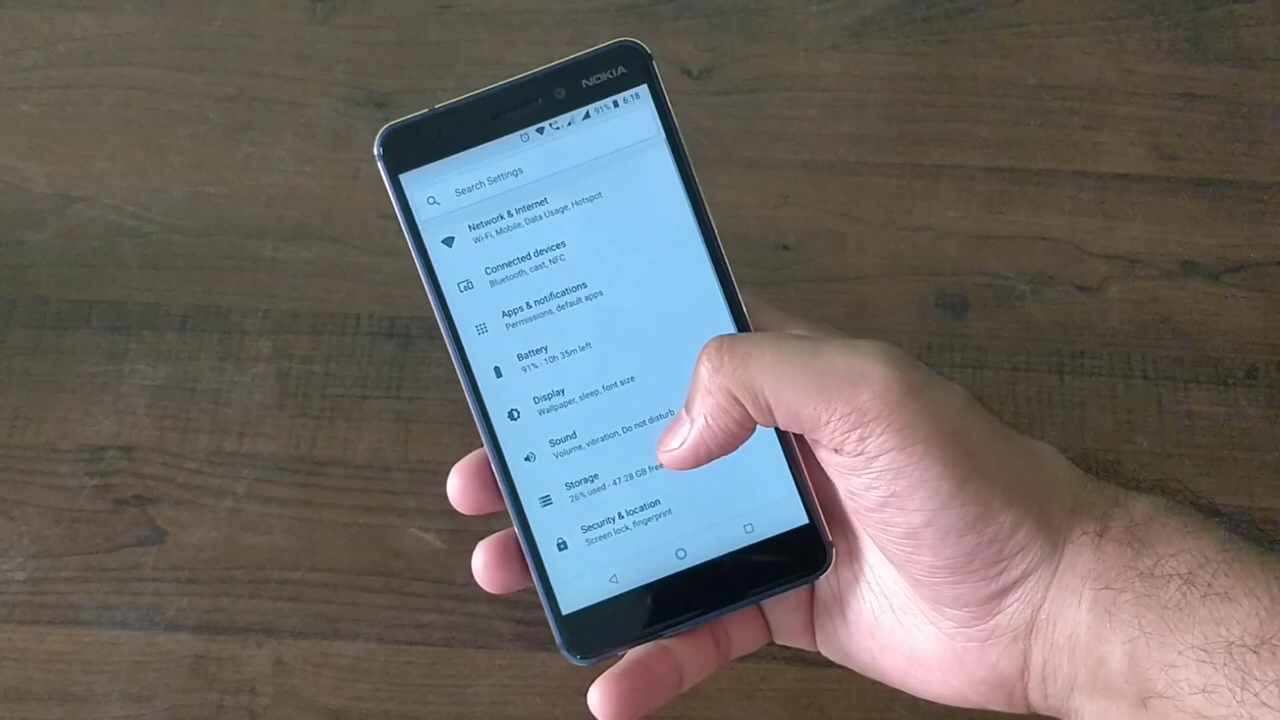 NOKIA
91% 6:18
Search Settings
Network & Internet
Wi-Fi, Mobile, Data Usage, Hotspot
Connected devices
Bluetooth, cast, NFC
Apps & notifications
Permissions, default apps
Battery
91% - 10h 35m left
Display
Wallpaper, sleep, font size
Sound
Volume, vibration, Do not disturb
Storage
26% used - 47.28 GB free
Security & location
Screen lock, fingerprint